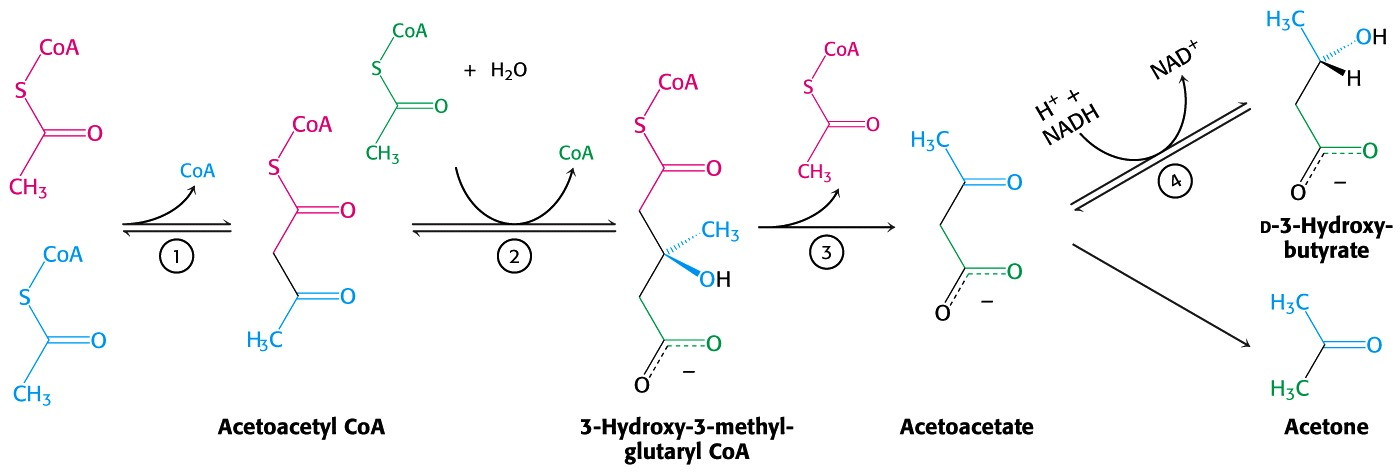 CoA
S
O
CH₃
CoA
S
O
CH₃
CoA
1
CoA
S
O
O
H₃C
Acetoacetyl CoA
CoA
S
O
CH₃
+ H₂O
CoA
2
CoA
S
O
CH₃
OH
O
O
−
3-Hydroxy-3-methyl-
glutaryl CoA
CoA
S
O
CH₃
3
H₃C
O
O
O
−
Acetoacetate
H⁺ +
NADH
NAD⁺
4
H₃C
OH
H
O
O
−
D-3-Hydroxy-
butyrate
H₃C
O
H₃C
Acetone